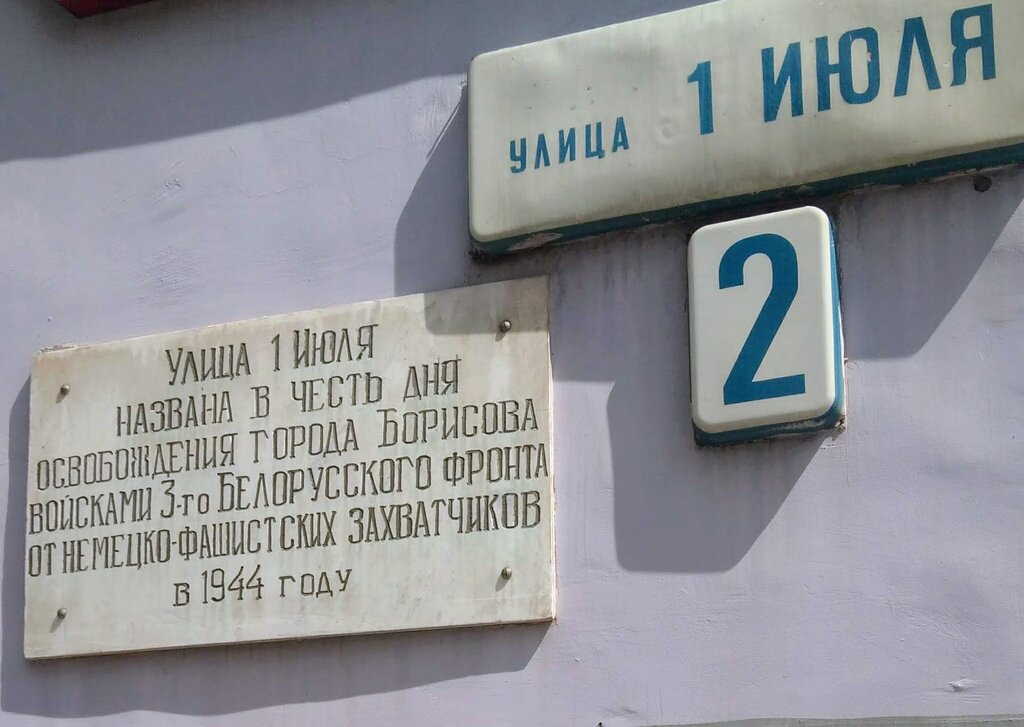 улица 1 июля
2
Улица 1 Июля
названа в честь дня
освобождения города Борисова
войсками 3-го Белорусского фронта
от немецко-фашистских захватчиков
в 1944 году